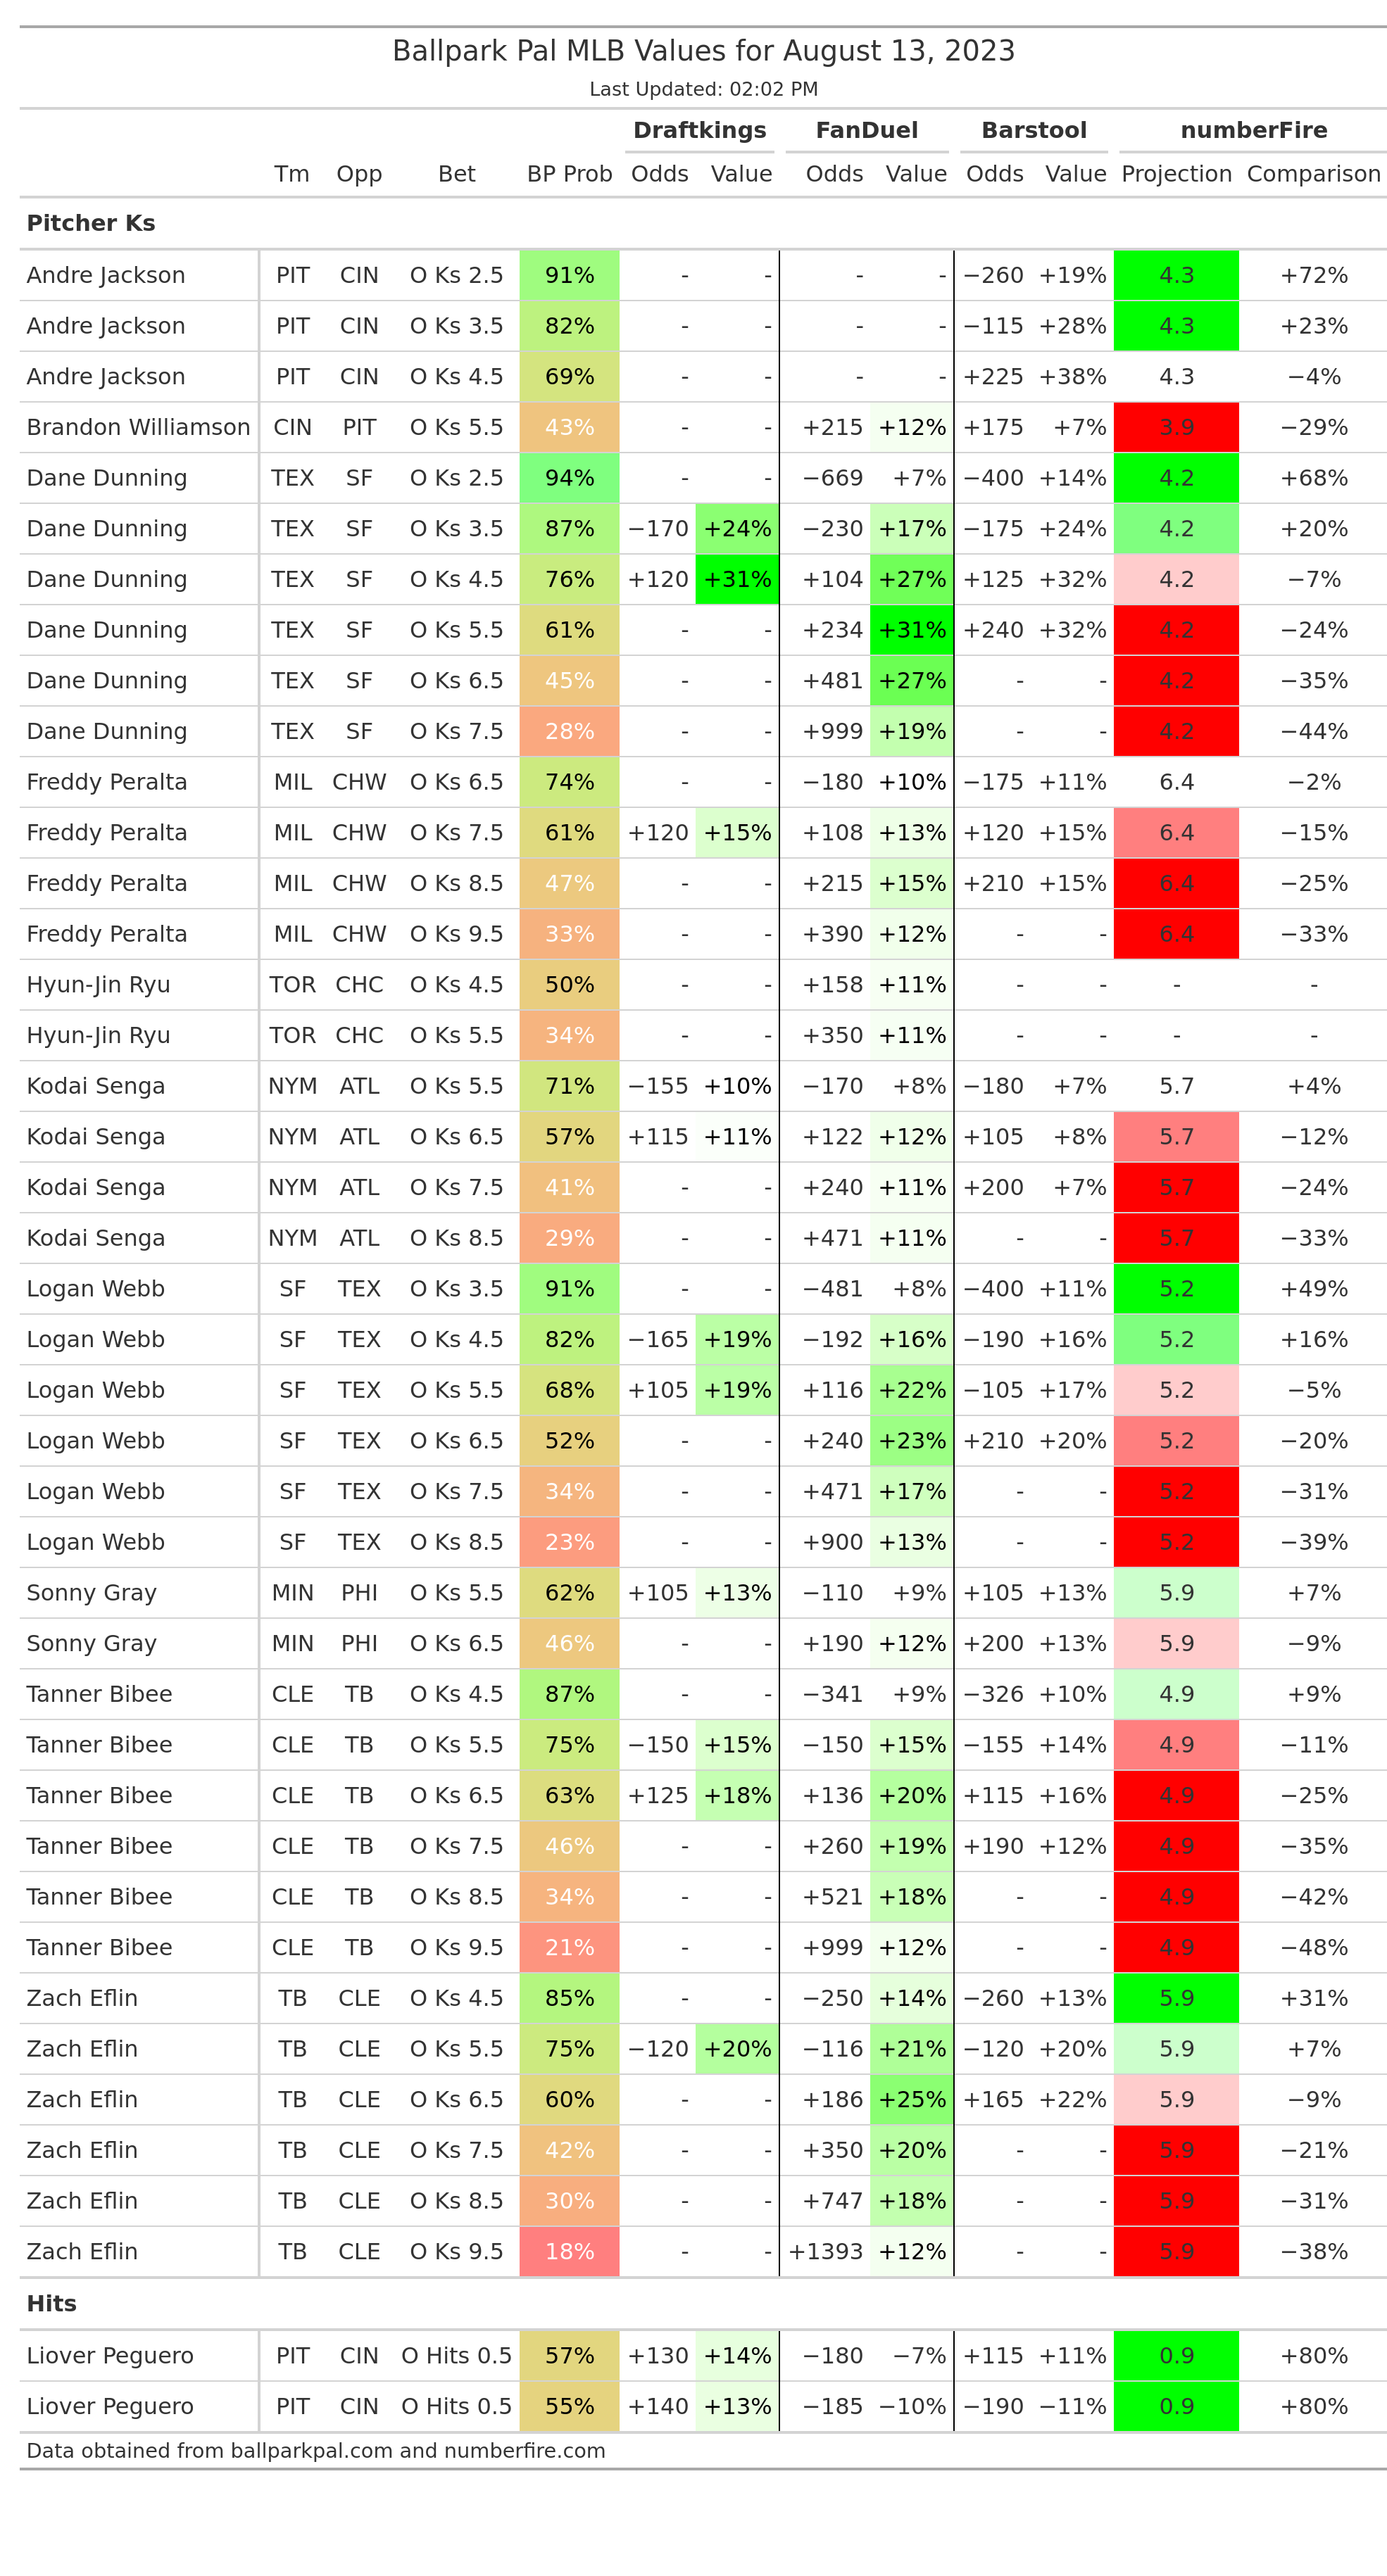 Ballpark Pal MLB Values for August 13, 2023
Last Updated: 02:02 PM
Draftkings FanDuel Barstool numberFire
Tm Opp Bet BP Prob Odds Value Odds Value Odds Value Projection Comparison
Pitcher Ks
Andre Jackson PIT CIN O Ks 2.5 91% - - - - −260 +19% 4.3 +72%
Andre Jackson PIT CIN O Ks 3.5 82% - - - - −115 +28% 4.3 +23%
Andre Jackson PIT CIN O Ks 4.5 69% - - - - +225 +38% 4.3 −4%
Brandon Williamson CIN PIT O Ks 5.5 43% - - +215 +12% +175 +7% 3.9 −29%
Dane Dunning TEX SF O Ks 2.5 94% - - −669 +7% −400 +14% 4.2 +68%
Dane Dunning TEX SF O Ks 3.5 87% −170 +24% −230 +17% −175 +24% 4.2 +20%
Dane Dunning TEX SF O Ks 4.5 76% +120 +31% +104 +27% +125 +32% 4.2 −7%
Dane Dunning TEX SF O Ks 5.5 61% - - +234 +31% +240 +32% 4.2 −24%
Dane Dunning TEX SF O Ks 6.5 45% - - +481 +27% - - 4.2 −35%
Dane Dunning TEX SF O Ks 7.5 28% - - +999 +19% - - 4.2 −44%
Freddy Peralta MIL CHW O Ks 6.5 74% - - −180 +10% −175 +11% 6.4 −2%
Freddy Peralta MIL CHW O Ks 7.5 61% +120 +15% +108 +13% +120 +15% 6.4 −15%
Freddy Peralta MIL CHW O Ks 8.5 47% - - +215 +15% +210 +15% 6.4 −25%
Freddy Peralta MIL CHW O Ks 9.5 33% - - +390 +12% - - 6.4 −33%
Hyun-Jin Ryu TOR CHC O Ks 4.5 50% - - +158 +11% - - - -
Hyun-Jin Ryu TOR CHC O Ks 5.5 34% - - +350 +11% - - - -
Kodai Senga NYM ATL O Ks 5.5 71% −155 +10% −170 +8% −180 +7% 5.7 +4%
Kodai Senga NYM ATL O Ks 6.5 57% +115 +11% +122 +12% +105 +8% 5.7 −12%
Kodai Senga NYM ATL O Ks 7.5 41% - - +240 +11% +200 +7% 5.7 −24%
Kodai Senga NYM ATL O Ks 8.5 29% - - +471 +11% - - 5.7 −33%
Logan Webb SF TEX O Ks 3.5 91% - - −481 +8% −400 +11% 5.2 +49%
Logan Webb SF TEX O Ks 4.5 82% −165 +19% −192 +16% −190 +16% 5.2 +16%
Logan Webb SF TEX O Ks 5.5 68% +105 +19% +116 +22% −105 +17% 5.2 −5%
Logan Webb SF TEX O Ks 6.5 52% - - +240 +23% +210 +20% 5.2 −20%
Logan Webb SF TEX O Ks 7.5 34% - - +471 +17% - - 5.2 −31%
Logan Webb SF TEX O Ks 8.5 23% - - +900 +13% - - 5.2 −39%
Sonny Gray MIN PHI O Ks 5.5 62% +105 +13% −110 +9% +105 +13% 5.9 +7%
Sonny Gray MIN PHI O Ks 6.5 46% - - +190 +12% +200 +13% 5.9 −9%
Tanner Bibee CLE TB O Ks 4.5 87% - - −341 +9% −326 +10% 4.9 +9%
Tanner Bibee CLE TB O Ks 5.5 75% −150 +15% −150 +15% −155 +14% 4.9 −11%
Tanner Bibee CLE TB O Ks 6.5 63% +125 +18% +136 +20% +115 +16% 4.9 −25%
Tanner Bibee CLE TB O Ks 7.5 46% - - +260 +19% +190 +12% 4.9 −35%
Tanner Bibee CLE TB O Ks 8.5 34% - - +521 +18% - - 4.9 −42%
Tanner Bibee CLE TB O Ks 9.5 21% - - +999 +12% - - 4.9 −48%
Zach Eflin TB CLE O Ks 4.5 85% - - −250 +14% −260 +13% 5.9 +31%
Zach Eflin TB CLE O Ks 5.5 75% −120 +20% −116 +21% −120 +20% 5.9 +7%
Zach Eflin TB CLE O Ks 6.5 60% - - +186 +25% +165 +22% 5.9 −9%
Zach Eflin TB CLE O Ks 7.5 42% - - +350 +20% - - 5.9 −21%
Zach Eflin TB CLE O Ks 8.5 30% - - +747 +18% - - 5.9 −31%
Zach Eflin TB CLE O Ks 9.5 18% - - +1393 +12% - - 5.9 −38%
Hits
Liover Peguero PIT CIN O Hits 0.5 57% +130 +14% −180 −7% +115 +11% 0.9 +80%
Liover Peguero PIT CIN O Hits 0.5 55% +140 +13% −185 −10% −190 −11% 0.9 +80%
Data obtained from ballparkpal.com and numberfire.com